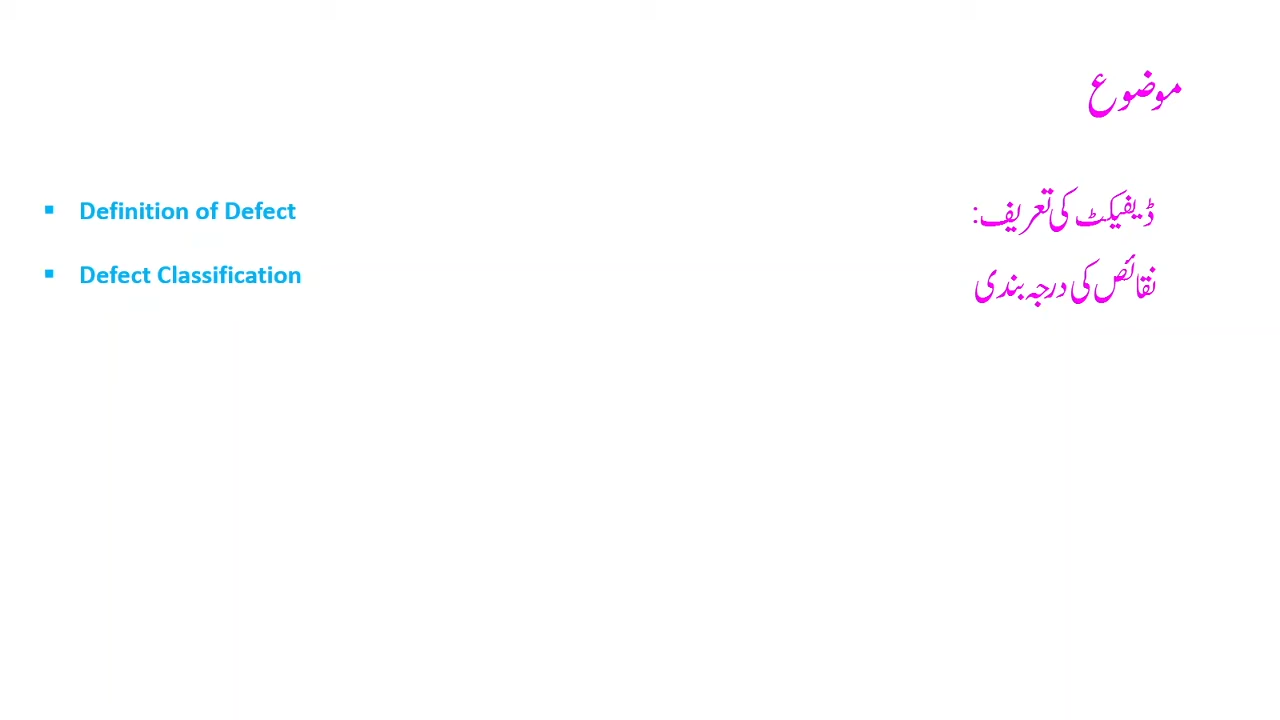 موضوع
Definition of Defect
ڈیفیکٹ کی تعریف:
Defect Classification
نقائص کی درجہ بندی